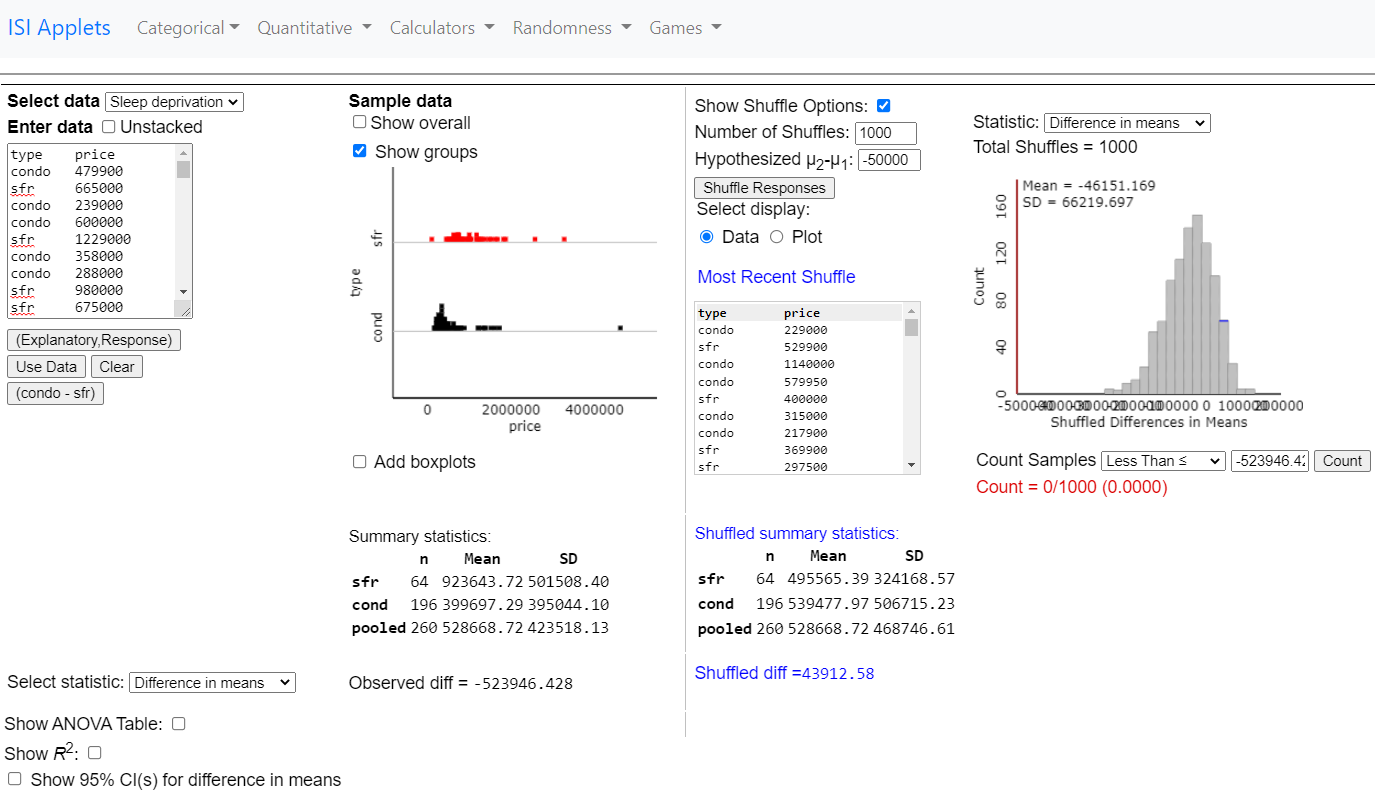 ISI Applets Categorical Quantitative Calculators Randomness Games
Select data Sleep deprivation
Enter data Unstacked
type price
condo 479900
sfr 665000
condo 239000
condo 600000
sfr 1229000
condo 358000
condo 288000
sfr 980000
sfr 675000
(Explanatory,Response)
Use Data Clear
(condo - sfr)
Sample data
Show overall
Show groups
sfr
cond
type
0 2000000 4000000
price
Add boxplots
Summary statistics:
n Mean SD
sfr 64 923643.72 501508.40
cond 196 399697.29 395044.10
pooled 260 528668.72 423518.13
Show Shuffle Options:
Number of Shuffles: 1000
Hypothesized μ2-μ1: -50000
Shuffle Responses
Select display:
Data Plot
Most Recent Shuffle
type price
condo 229000
sfr 529900
condo 1140000
condo 579950
sfr 400000
condo 315000
condo 217900
sfr 369900
sfr 297500
Shuffled summary statistics:
n Mean SD
sfr 64 495565.39 324168.57
cond 196 539477.97 506715.23
pooled 260 528668.72 468746.61
Shuffled diff =43912.58
Statistic: Difference in means
Total Shuffles = 1000
Mean = -46151.169
SD = 66219.697
160
120
80
40
0
Count
-500000-400000-300000-200000-100000 0 100000200000
Shuffled Differences in Means
Count Samples Less Than ≤ -523946.42 Count
Count = 0/1000 (0.0000)
Select statistic: Difference in means
Observed diff = -523946.428
Show ANOVA Table:
Show R2:
Show 95% CI(s) for difference in means